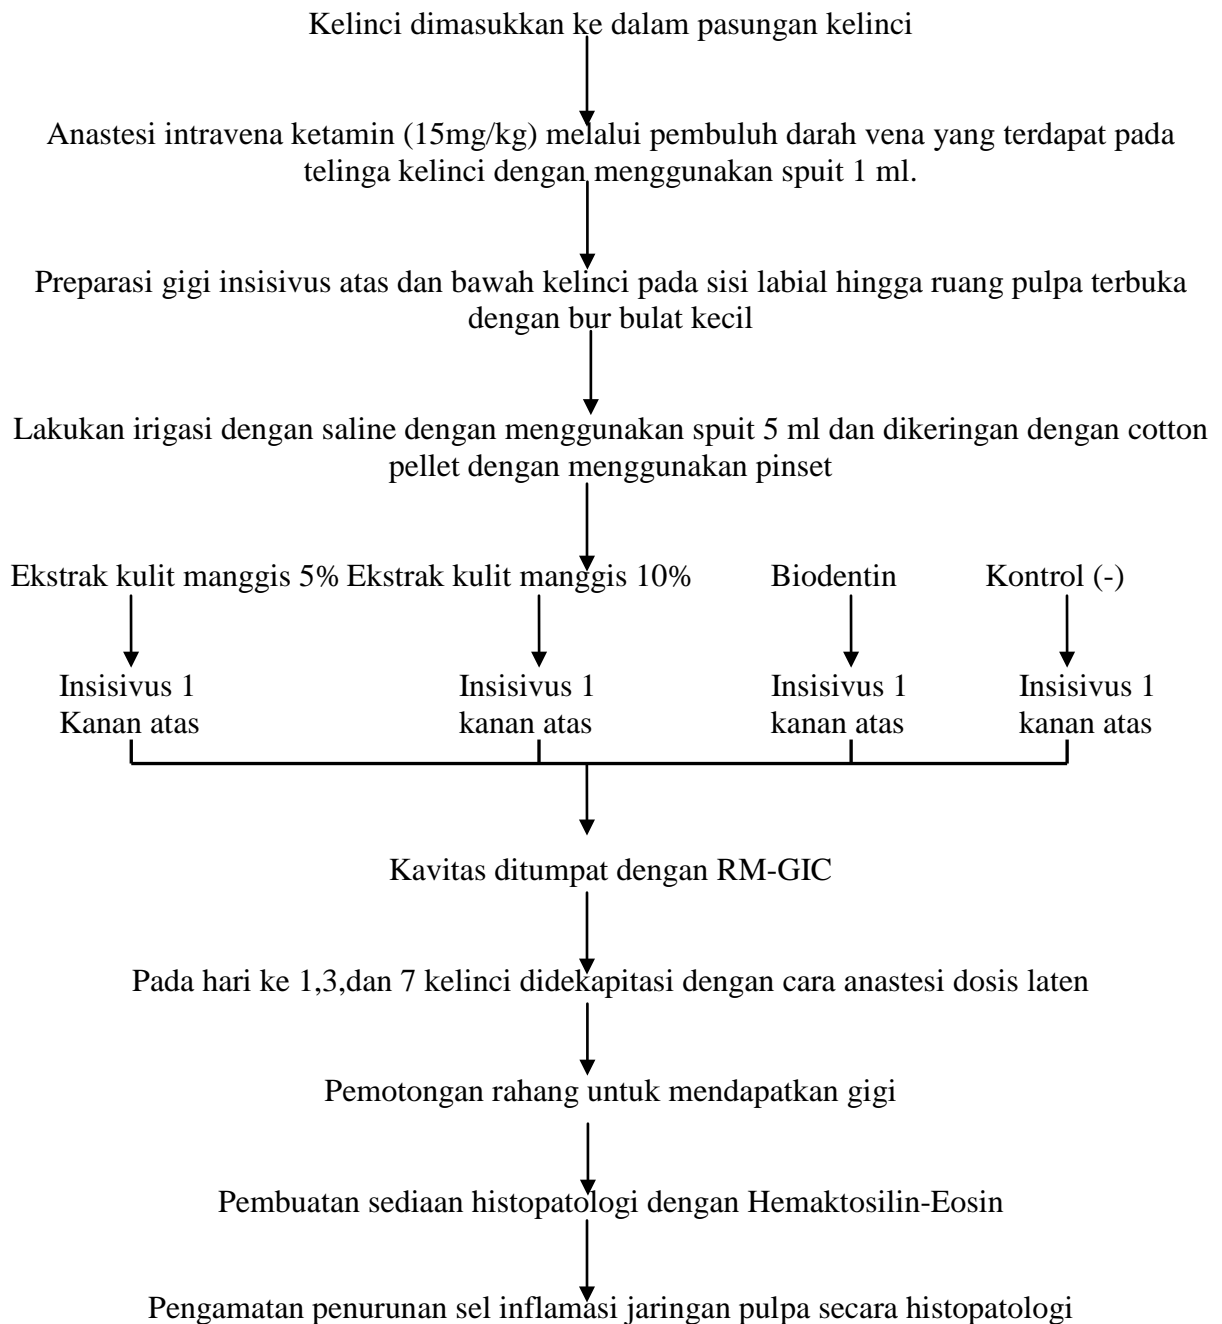 Kelinci dimasukkan ke dalam pasungan kelinci
Anastesi intravena ketamin (15mg/kg) melalui pembuluh darah vena yang terdapat pada
telinga kelinci dengan menggunakan spuit 1 ml.
Preparasi gigi insisivus atas dan bawah kelinci pada sisi labial hingga ruang pulpa terbuka
dengan bur bulat kecil
Lakukan irigasi dengan saline dengan menggunakan spuit 5 ml dan dikeringan dengan cotton
pellet dengan menggunakan pinset
Ekstrak kulit manggis 5% Ekstrak kulit manggis 10% Biodentin Kontrol (-)
Insisivus 1 Insisivus 1 Insisivus 1 Insisivus 1
Kanan atas kanan atas kanan atas kanan atas
Kavitas ditumpat dengan RM-GIC
Pada hari ke 1,3,dan 7 kelinci didekapitasi dengan cara anastesi dosis laten
Pemotongan rahang untuk mendapatkan gigi
Pembuatan sediaan histopatologi dengan Hemaktosilin-Eosin
Pengamatan penurunan sel inflamasi jaringan pulpa secara histopatologi